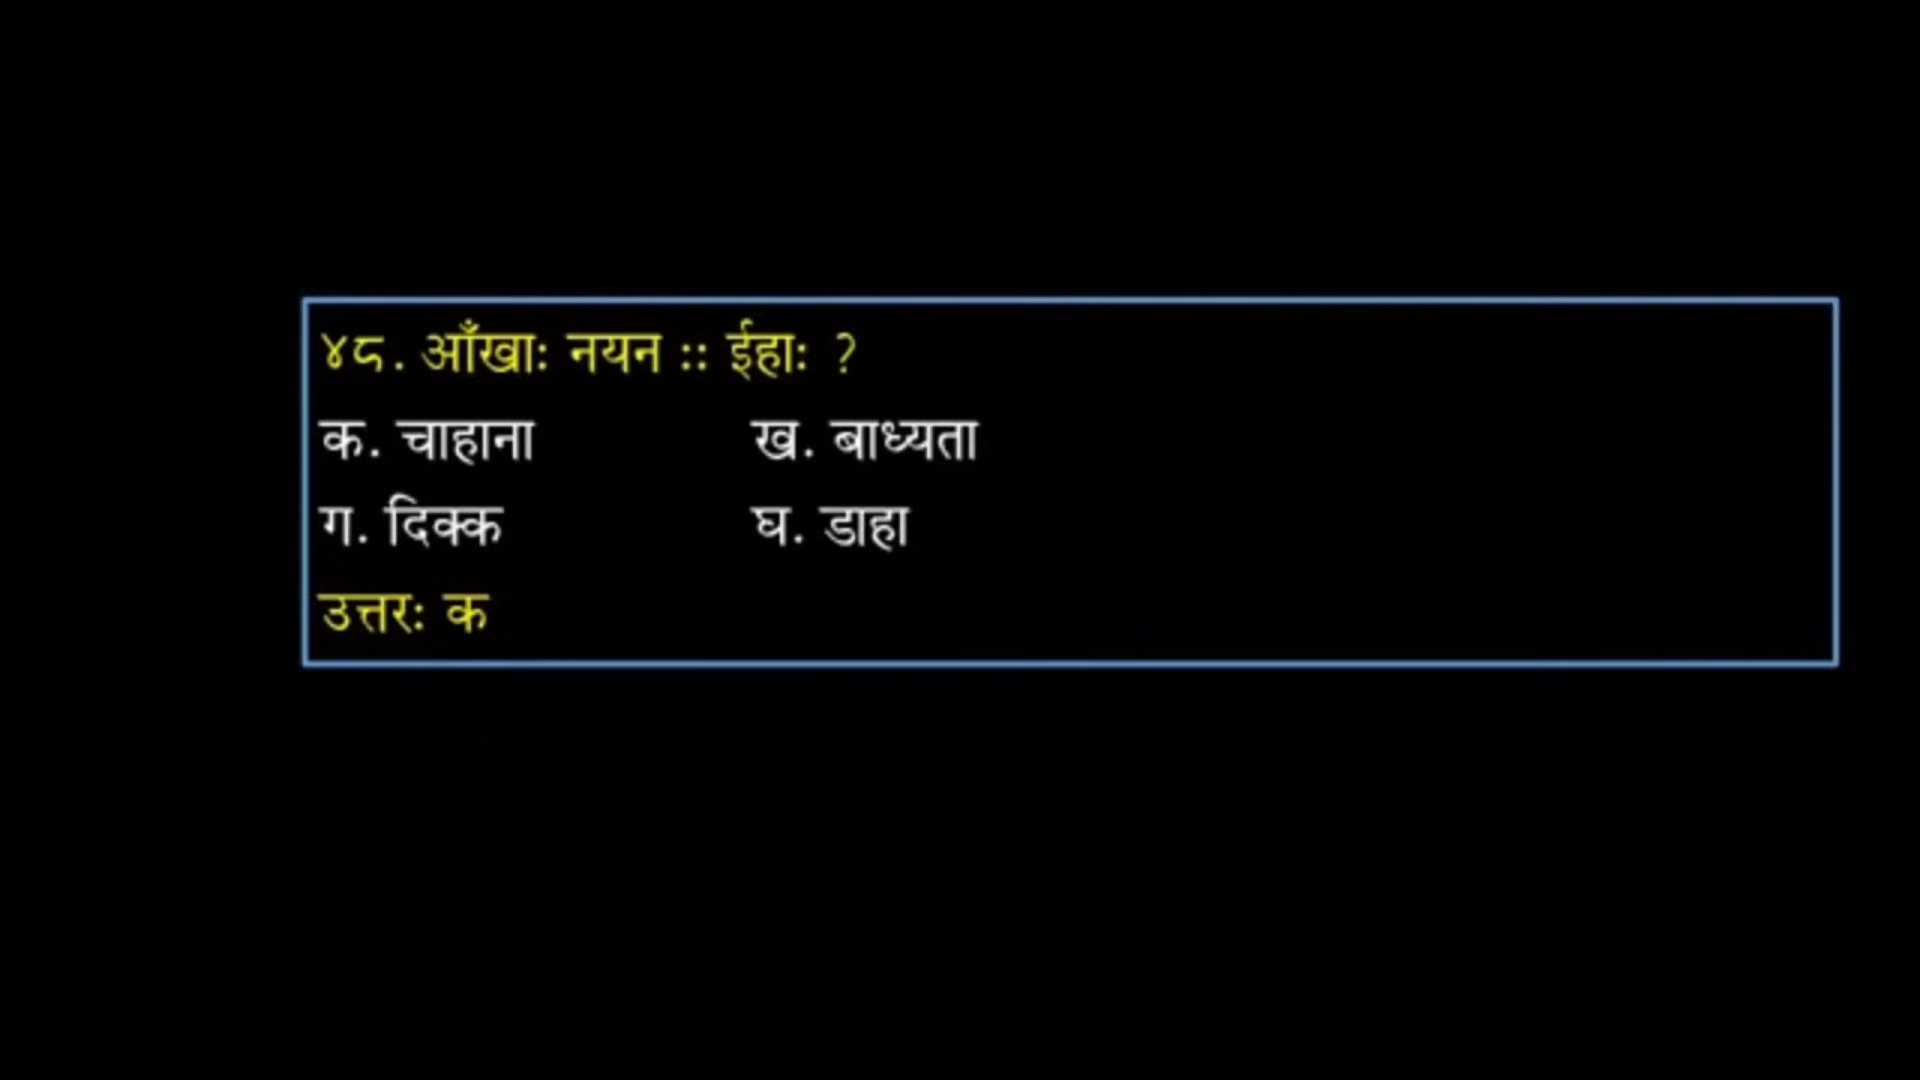 ४८. आँखाः नयन :: ईहाः ?
क. चाहाना ख. बाध्यता
ग. दिक्क घ. डाहा
उत्तरः क